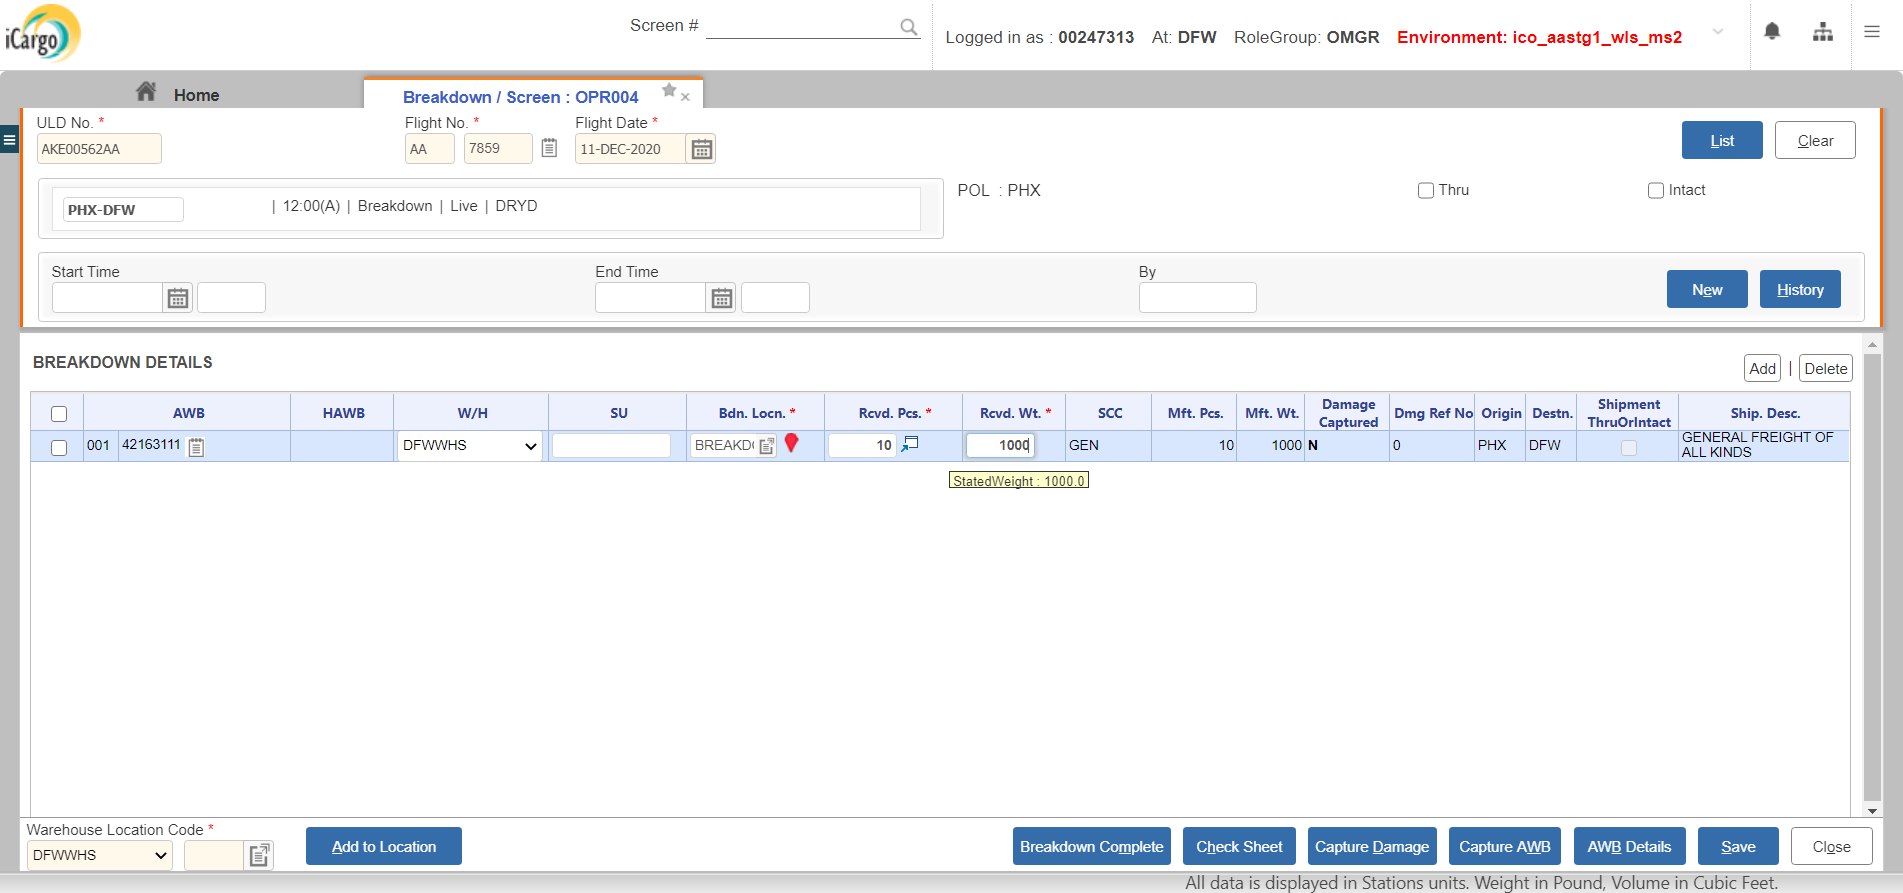 iCargo
Screen #
Logged in as : 00247313 At: DFW RoleGroup: OMGR Environment: ico_aastg1_wls_ms2
Home
Breakdown / Screen : OPR004
ULD No. * Flight No. * Flight Date *
AKE00562AA AA 7859 11-DEC-2020 List Clear
PHX-DFW | 12:00(A) | Breakdown | Live | DRYD
POL : PHX Thru Intact
Start Time End Time By
New History
BREAKDOWN DETAILS
Add | Delete
AWB HAWB W/H SU Bdn. Locn. * Rcvd. Pcs. * Rcvd. Wt. * SCC Mft. Pcs. Mft. Wt. Damage Captured Dmg Ref No Origin Destn. Shipment ThruOrIntact Ship. Desc.
001 42163111 DFWWHS BREAKD 10 1000 GEN 10 1000 N 0 PHX DFW GENERAL FREIGHT OF
ALL KINDS
StatedWeight : 1000.0
Warehouse Location Code *
DFWWHS Add to Location Breakdown Complete Check Sheet Capture Damage Capture AWB AWB Details Save Close
All data is displayed in Stations units. Weight in Pound, Volume in Cubic Feet.